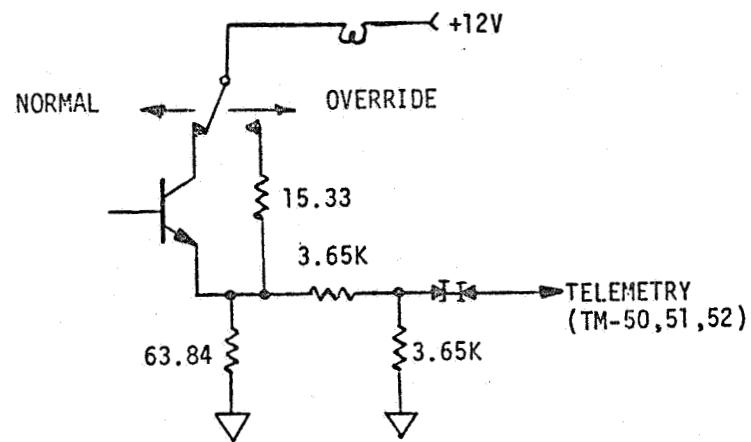 +12V
NORMAL
OVERRIDE
15.33
3.65K
TELEMETRY
(TM-50,51,52)
63.84
3.65K